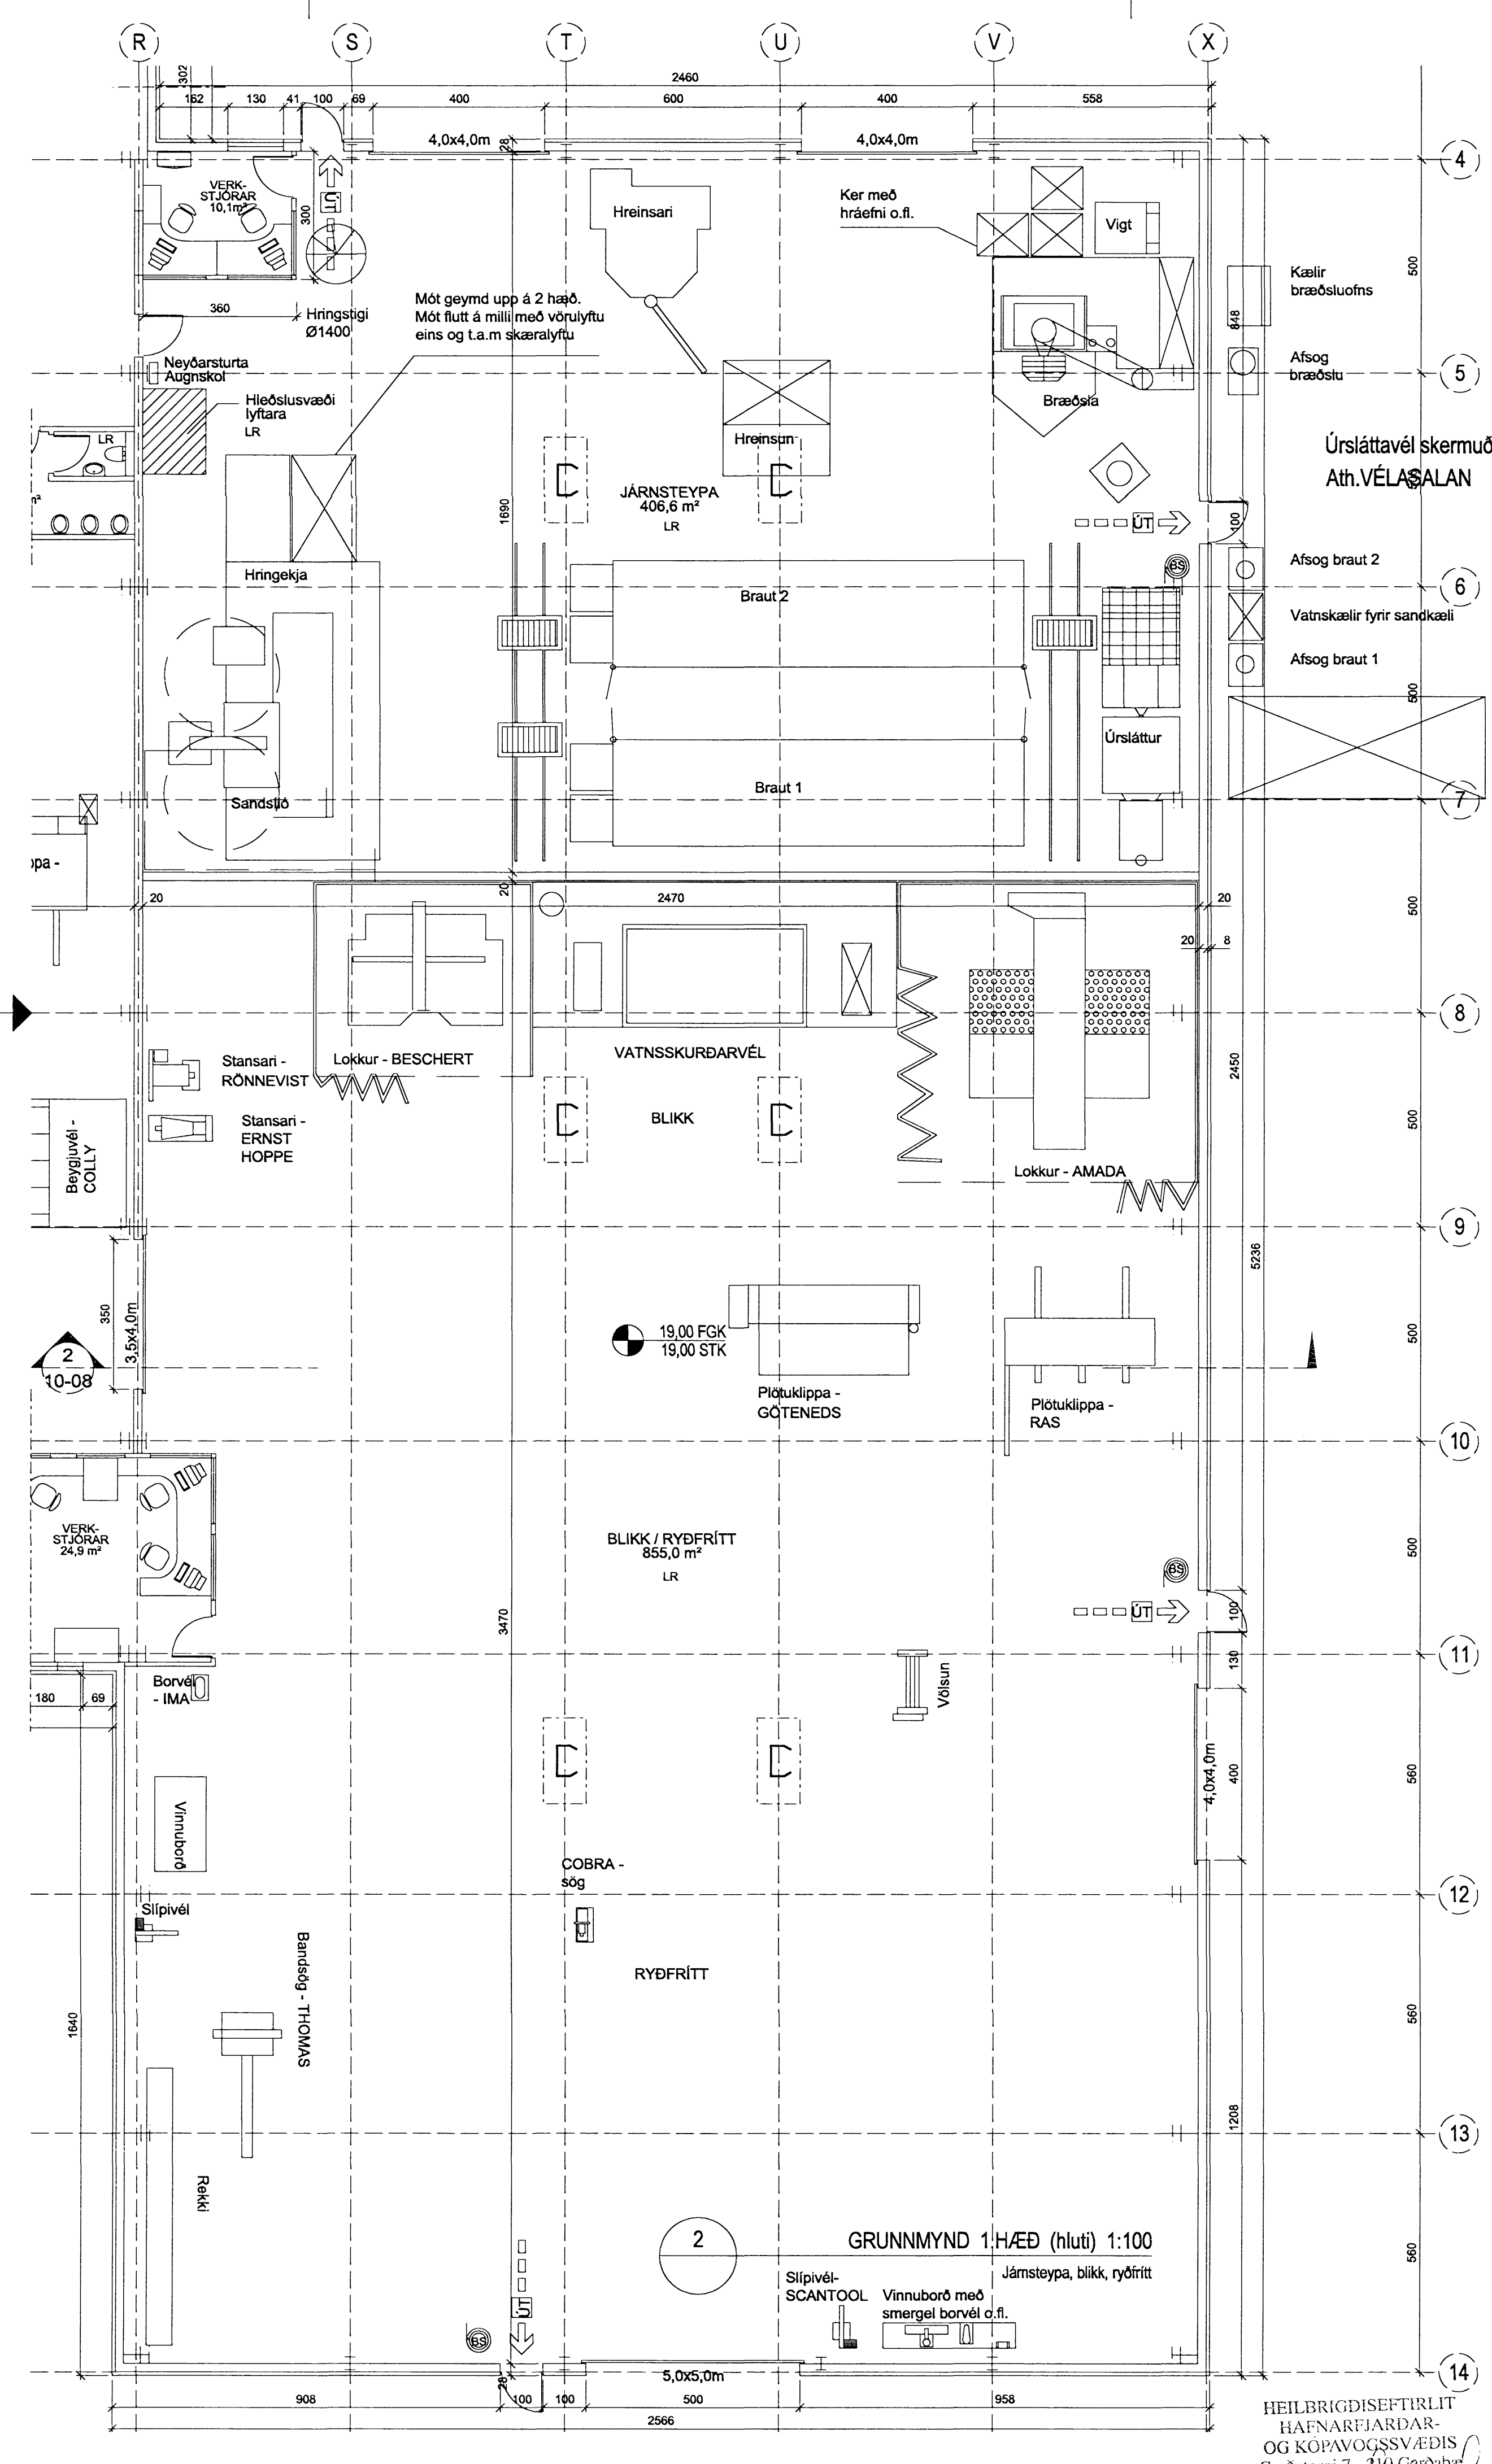 R
S
T
U
V
X
2460
302
162
130
41
100
69
400
600
400
558
4,0x4,0m
4,0x4,0m
28
4
VERK-
STJÓRAR
10,1m²
ÚT
300
Hreinsari
Ker með
hráefni o.fl.
Vigt
500
Kælir
bræðsluofns
848
360
Hringstigi
Ø1400
Mót geymd upp á 2 hæð.
Mót flutt á milli með vörulyftu
eins og t.a.m skæralyftu
Neyðarsturta
Augnskol
Afsog
bræðslu
5
Hleðslusvæði
lyftara
LR
Bræðsla
LR
Hreinsun
Úrsláttavél skermuð
Ath.VÉLASALAN
JÁRNSTEYPA
406,6 m²
LR
1690
ÚT
100
BS
Hringekja
Braut 2
Afsog braut 2
6
Vatnskælir fyrir sandkæli
Afsog braut 1
500
Úrsláttur
Braut 1
Sandsíló
7
ppa -
20
20
2470
20
500
20
8
8
Stansari -
RÖNNEVIST
Lokkur - BESCHERT
VATNSSKURÐARVÉL
2450
Stansari -
ERNST
HOPPE
BLIKK
500
Beygjuvél -
COLLY
Lokkur - AMADA
9
5236
350
3,5x4,0m
2
10-08
19,00 FGK
19,00 STK
500
Plötuklippa -
GÖTENEDS
Plötuklippa -
RAS
10
VERK-
STJÓRAR
24,9 m²
BLIKK / RYÐFRÍTT
855,0 m²
LR
500
BS
3470
ÚT
100
11
130
Borvél
- IMA
180
69
Völsun
4,0x4,0m
400
560
Vinnuborð
COBRA -
sög
12
Slípivél
Bandsög - THOMAS
RYÐFRÍTT
1640
560
1208
13
Rekki
2
GRUNNMYND 1.HÆÐ (hluti) 1:100
Járnsteypa, blikk, ryðfrítt
560
Slípivél-
SCANTOOL
Vinnuborð með
smergel borvél o.fl.
ÚT
BS
5,0x5,0m
14
28
908
100
100
500
958
2566
HEILBRIGÐISEFTIRLIT
HAFNARFJARÐAR-
OG KÓPAVOGSSVÆÐIS